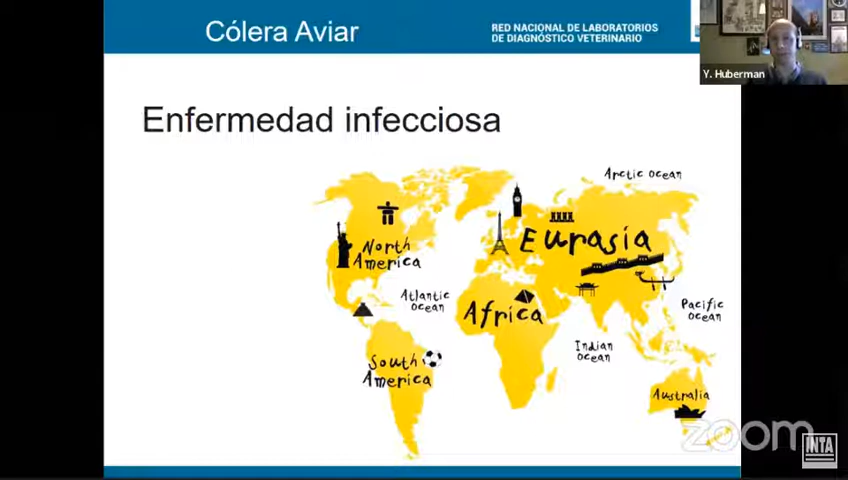 Cólera Aviar
RED NACIONAL DE LABORATORIOS
DE DIAGNÓSTICO VETERINARIO
Y. Huberman
Enfermedad infecciosa
Arctic ocean
Eurasia
North
America
Atlantic
ocean
Africa
Pacific
ocean
Indian
ocean
South
America
Australia
zoom
INTA